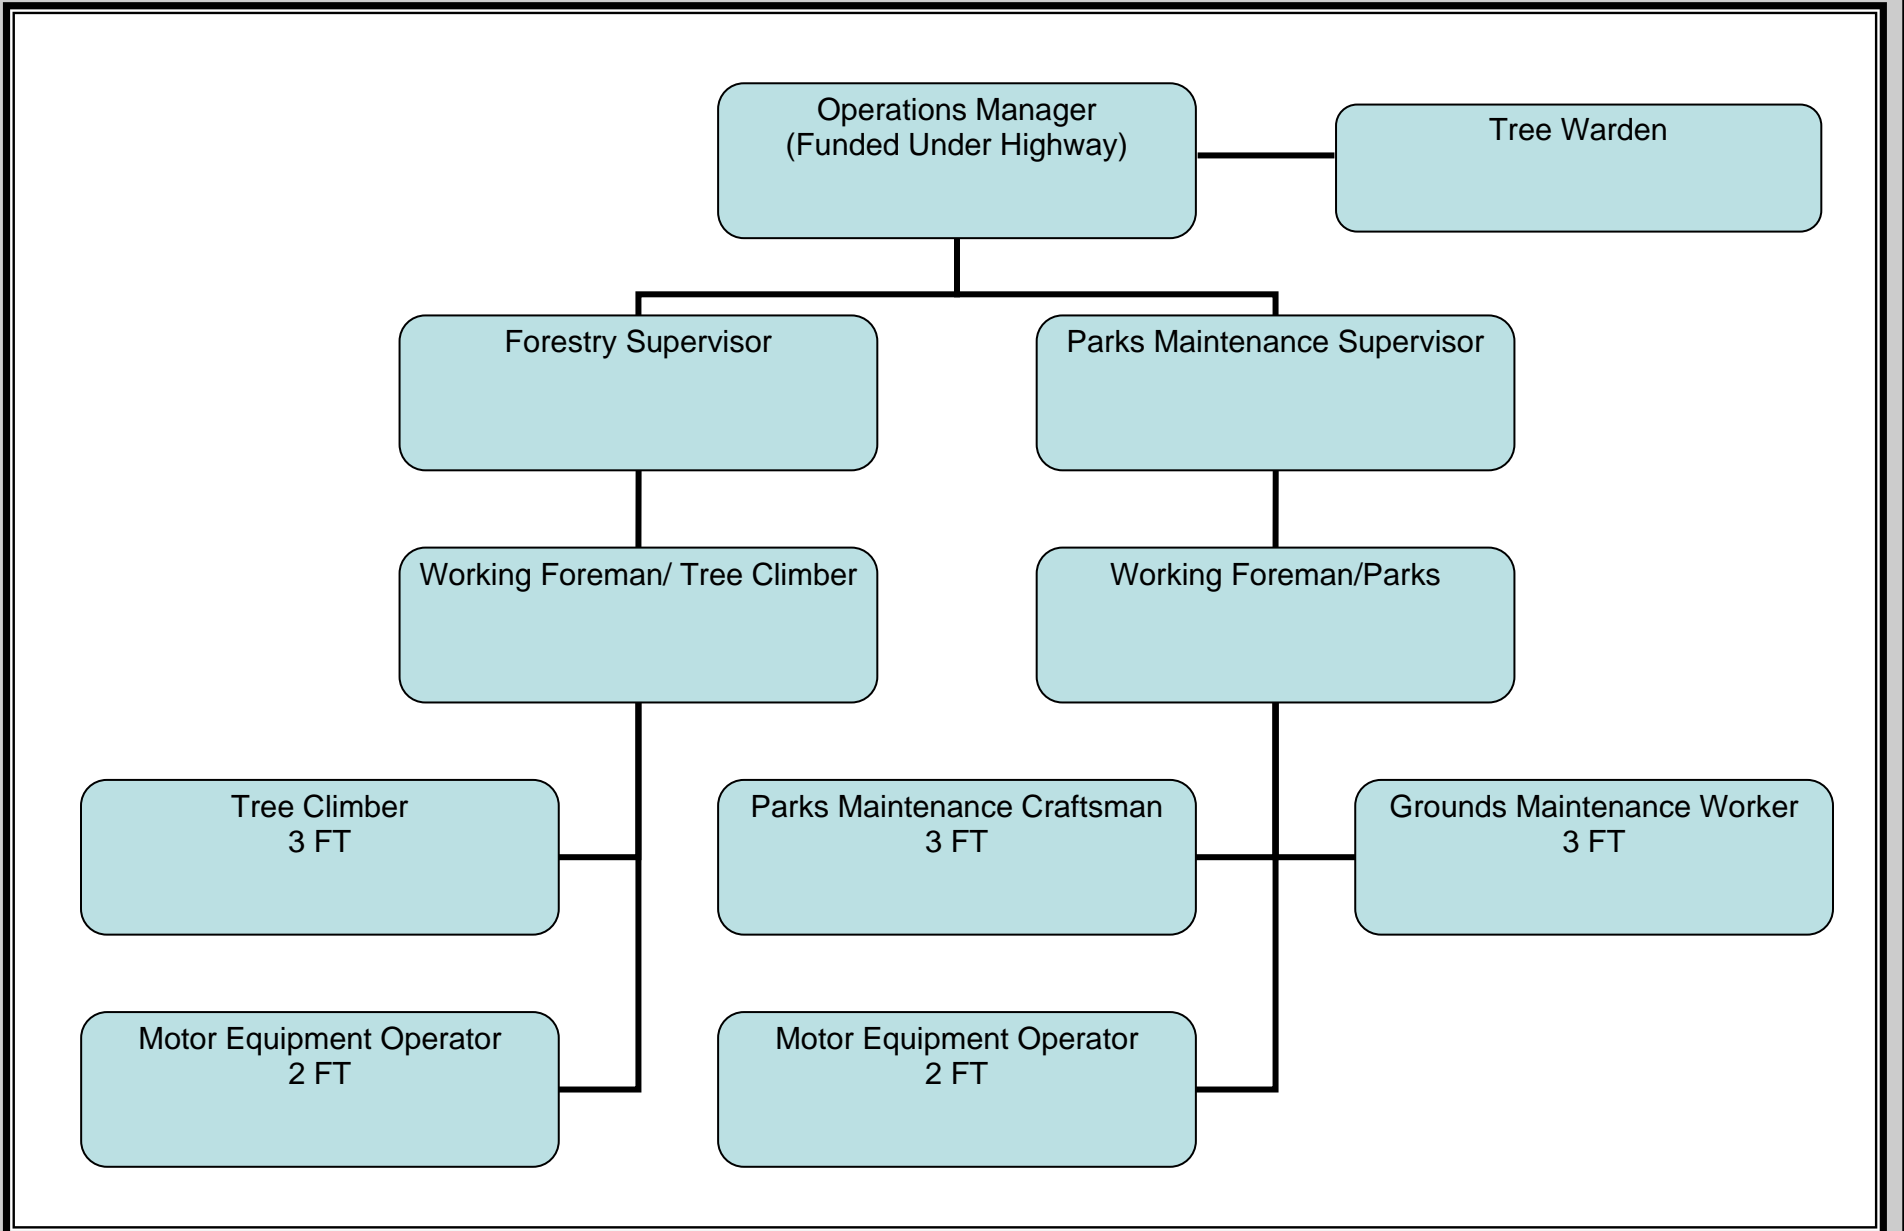 Operations Manager
(Funded Under Highway)
Tree Warden
Forestry Supervisor
Parks Maintenance Supervisor
Working Foreman/ Tree Climber
Working Foreman/Parks
Tree Climber
3 FT
Parks Maintenance Craftsman
3 FT
Grounds Maintenance Worker
3 FT
Motor Equipment Operator
2 FT
Motor Equipment Operator
2 FT